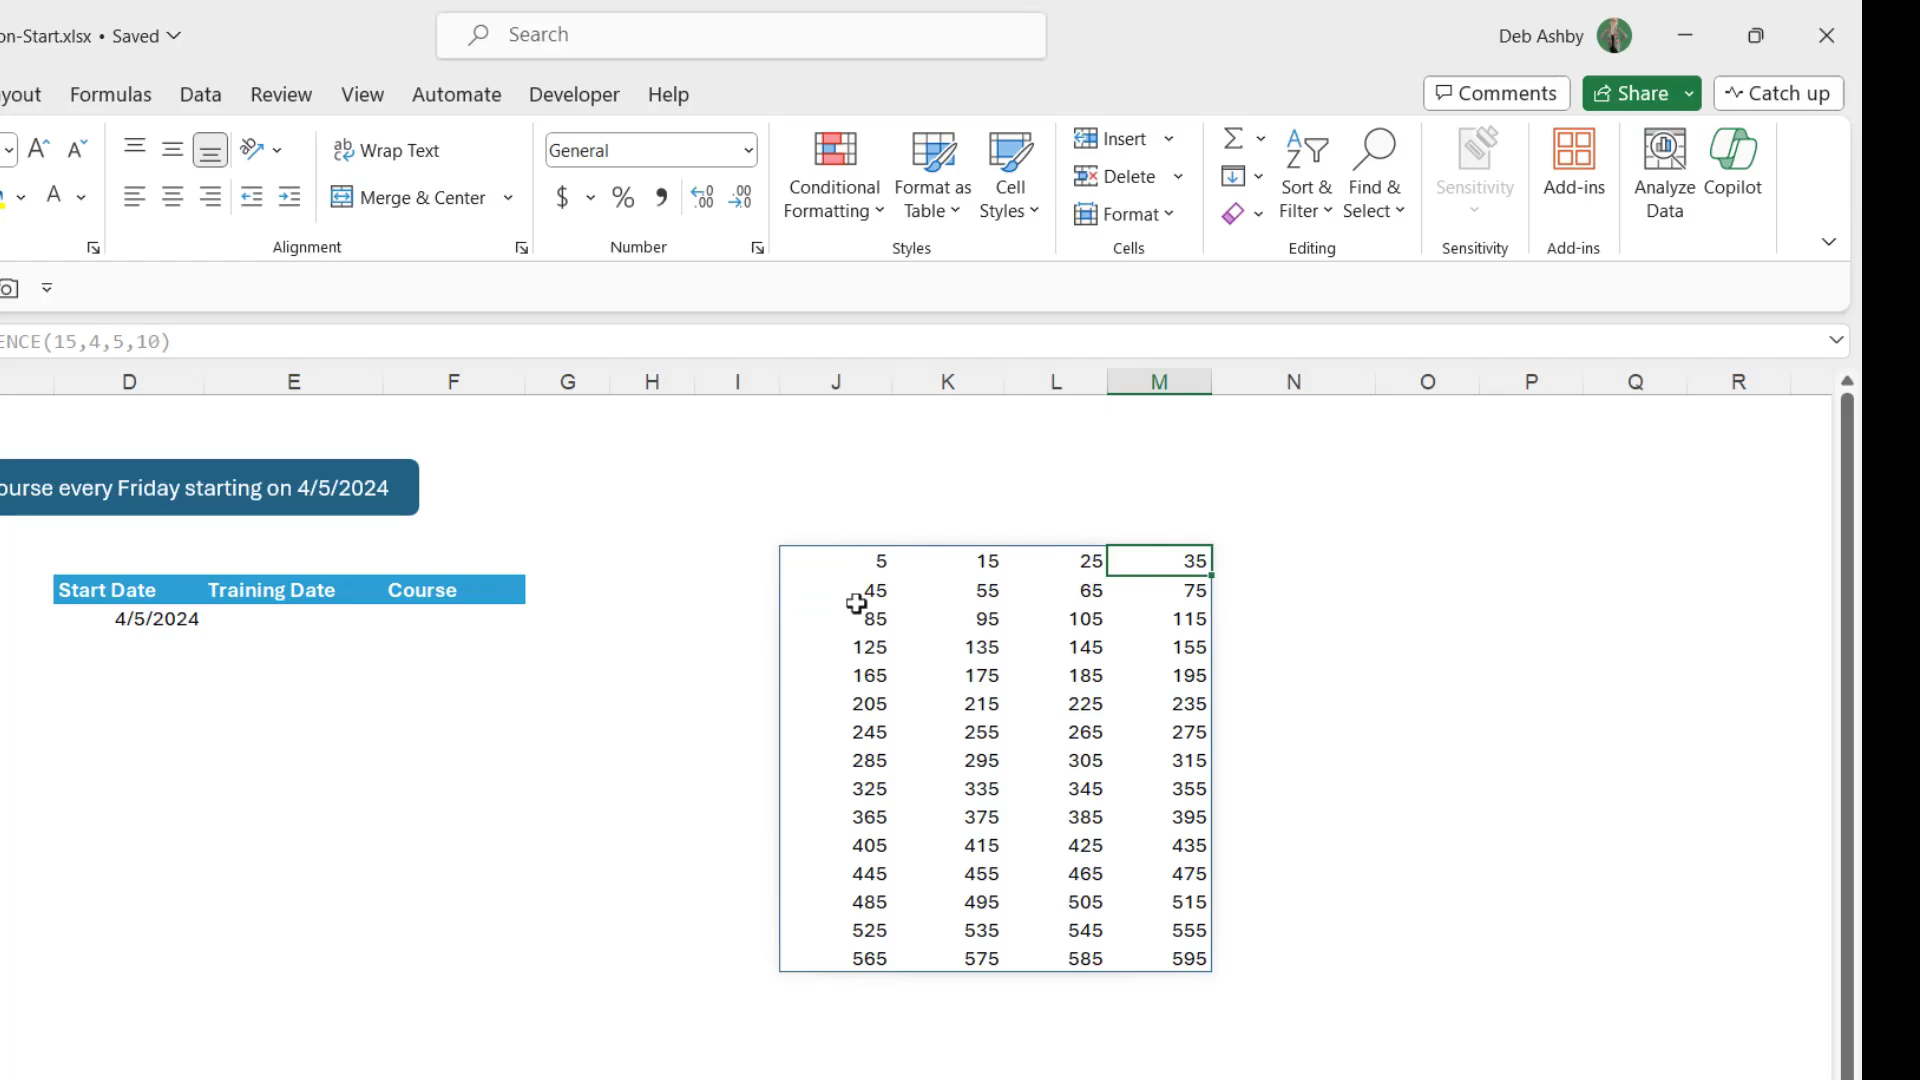 on-Start.xlsx • Saved
Search
Deb Ashby
yout Formulas Data Review View Automate Developer Help
Comments Share Catch up
Wrap Text
Merge & Center
Alignment
General
Number
Conditional Formatting
Format as Table
Cell Styles
Styles
Insert
Delete
Format
Cells
Sort & Filter
Find & Select
Editing
Sensitivity
Sensitivity
Add-ins
Add-ins
Analyze Data
Copilot
ENCE(15,4,5,10)
D E F G H I J K L M N O P Q R
ourse every Friday starting on 4/5/2024
Start Date Training Date Course
4/5/2024
5 15 25 35
45 55 65 75
85 95 105 115
125 135 145 155
165 175 185 195
205 215 225 235
245 255 265 275
285 295 305 315
325 335 345 355
365 375 385 395
405 415 425 435
445 455 465 475
485 495 505 515
525 535 545 555
565 575 585 595